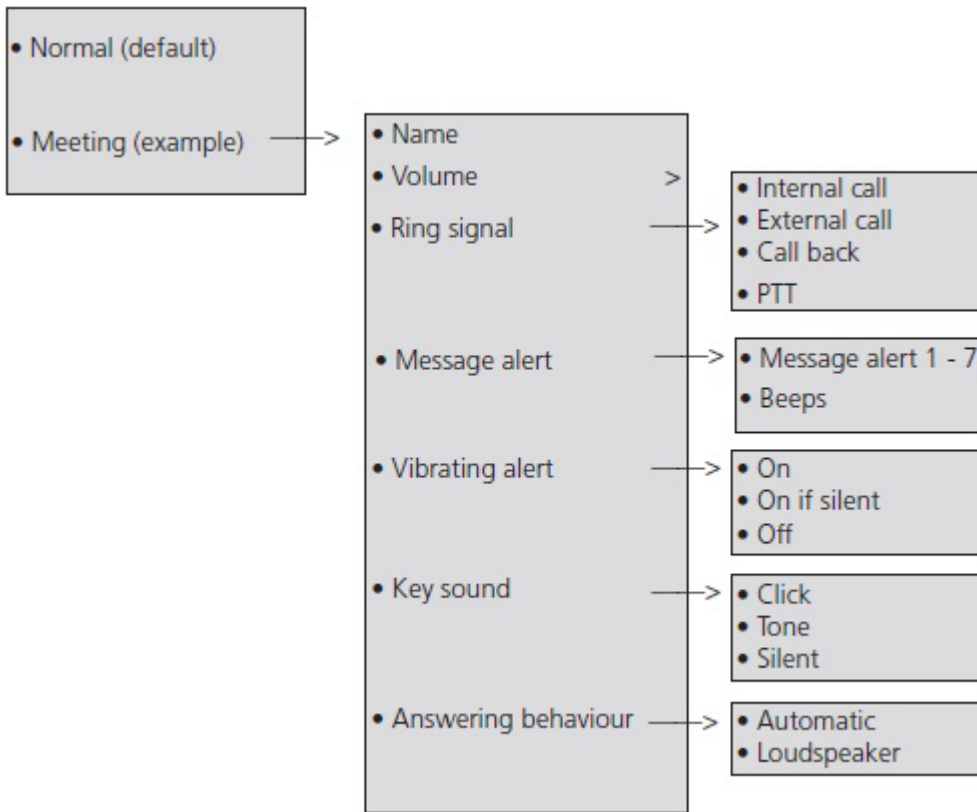 • Normal (default)
• Meeting (example) >
• Name
• Volume >
• Ring signal >
• Internal call
• External call
• Call back
• PTT
• Message alert >
• Message alert 1 - 7
• Beeps
• Vibrating alert >
• On
• On if silent
• Off
• Key sound >
• Click
• Tone
• Silent
• Answering behaviour >
• Automatic
• Loudspeaker